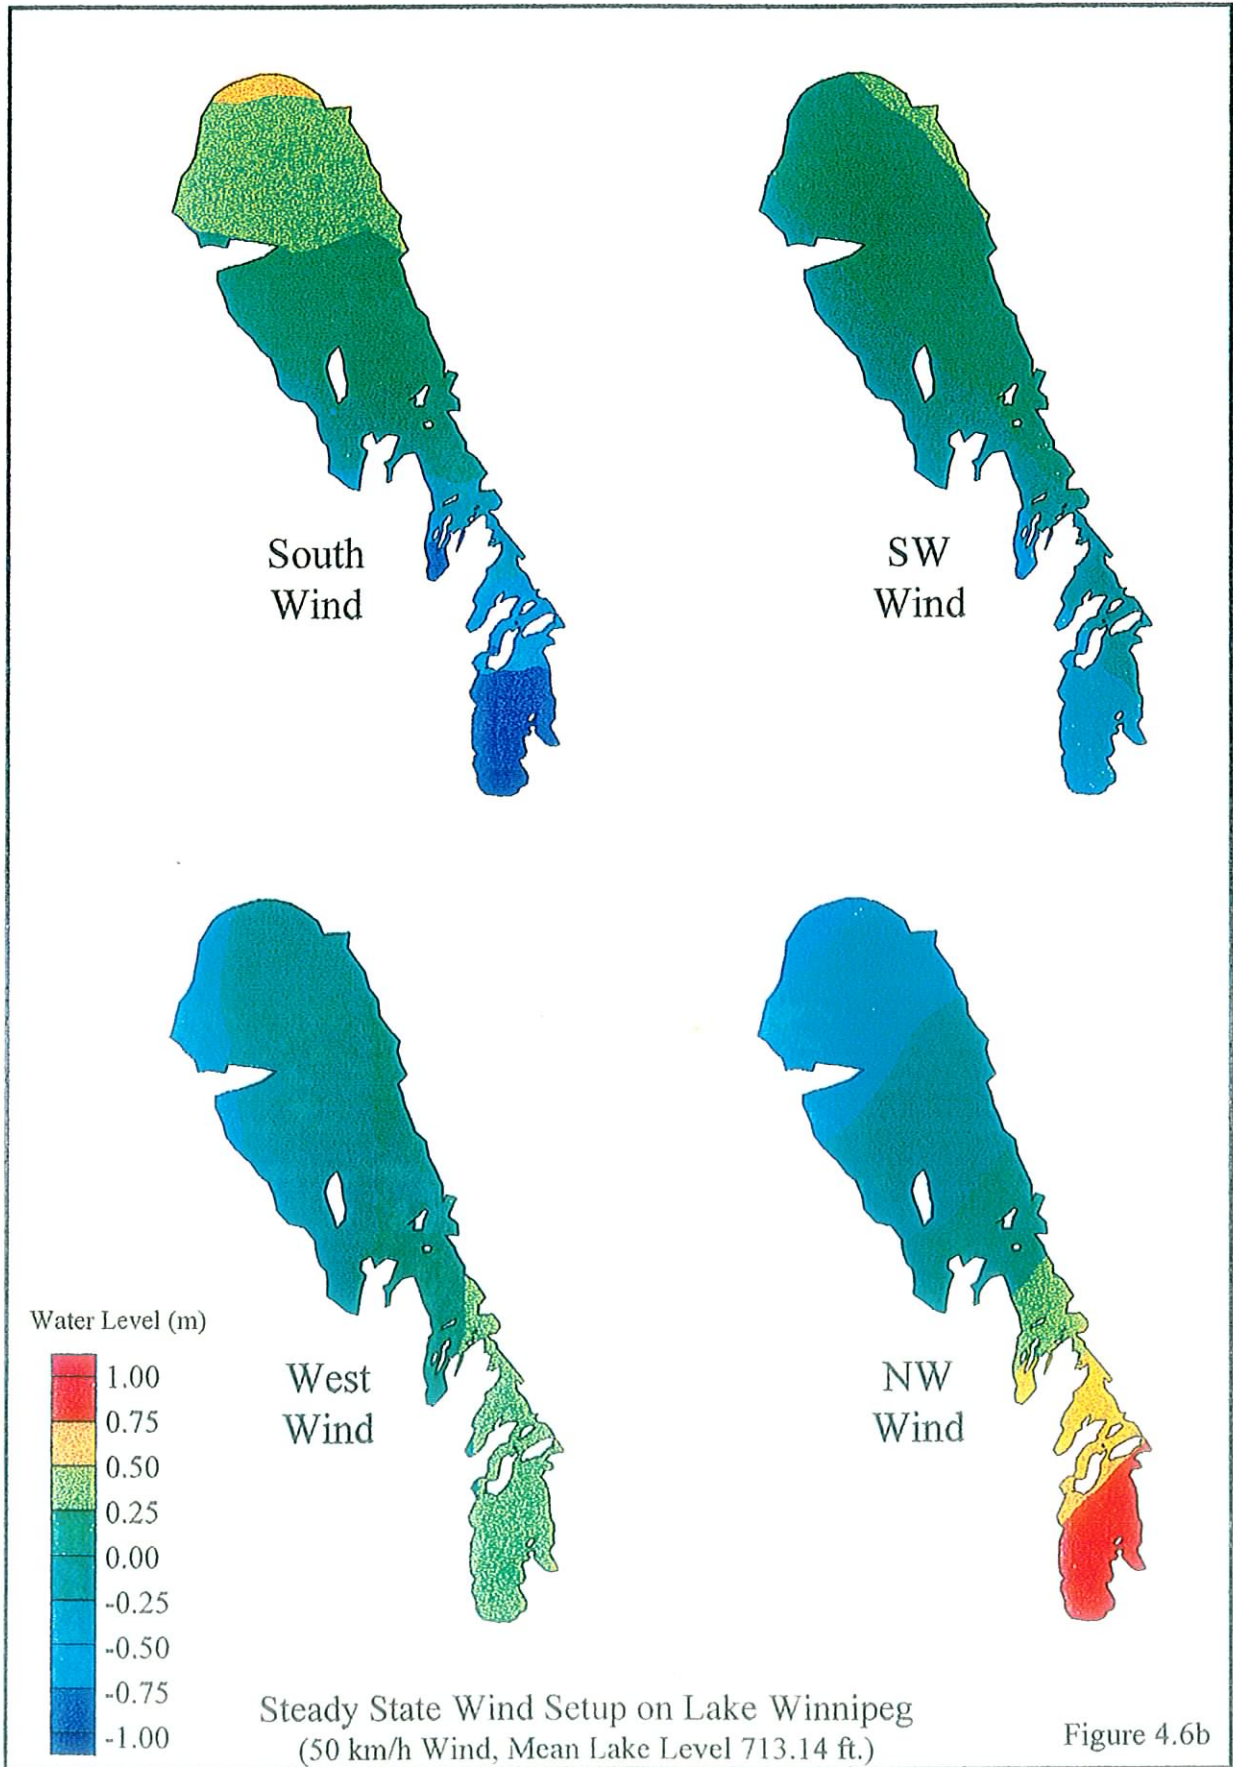 South
Wind
SW
Wind
West
Wind
NW
Wind
Water Level (m)
1.00
0.75
0.50
0.25
0.00
-0.25
-0.50
-0.75
-1.00
Steady State Wind Setup on Lake Winnipeg
(50 km/h Wind, Mean Lake Level 713.14 ft.)
Figure 4.6b